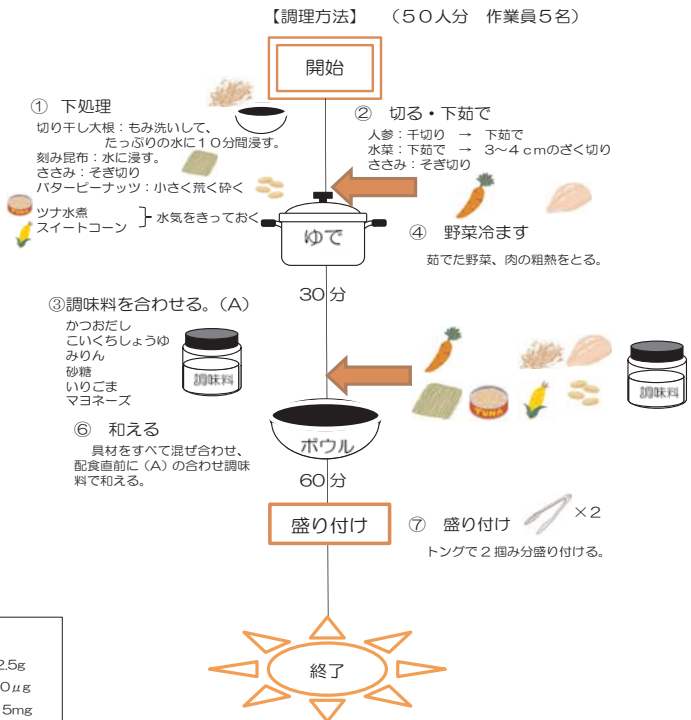 【調理方法】 （50人分 作業員5名）
開始
① 下処理
切り干し大根：もみ洗いして、
たっぷりの水に10分間浸す。
刻み昆布：水に浸す。
ささみ：そぎ切り
バターピーナッツ：小さく荒く砕く
ツナ水煮
スイートコーン
水気をきっておく
② 切る・下茹で
人参：千切り → 下茹で
水菜：下茹で → 3～4cmのざく切り
ささみ：そぎ切り
ゆで
④ 野菜冷ます
茹でた野菜、肉の粗熱をとる。
30分
③調味料を合わせる。(A)
かつおだし
こいくちしょうゆ
みりん
砂糖
いりごま
マヨネーズ
調味料
調味料
TUNA
⑥ 和える
具材をすべて混ぜ合わせ、
配食直前に（A）の合わせ調味
料で和える。
ボウル
60分
盛り付け
⑦ 盛り付け
×2
トングで2掴み分盛り付ける。
終了
2.5g
0μg
5mg